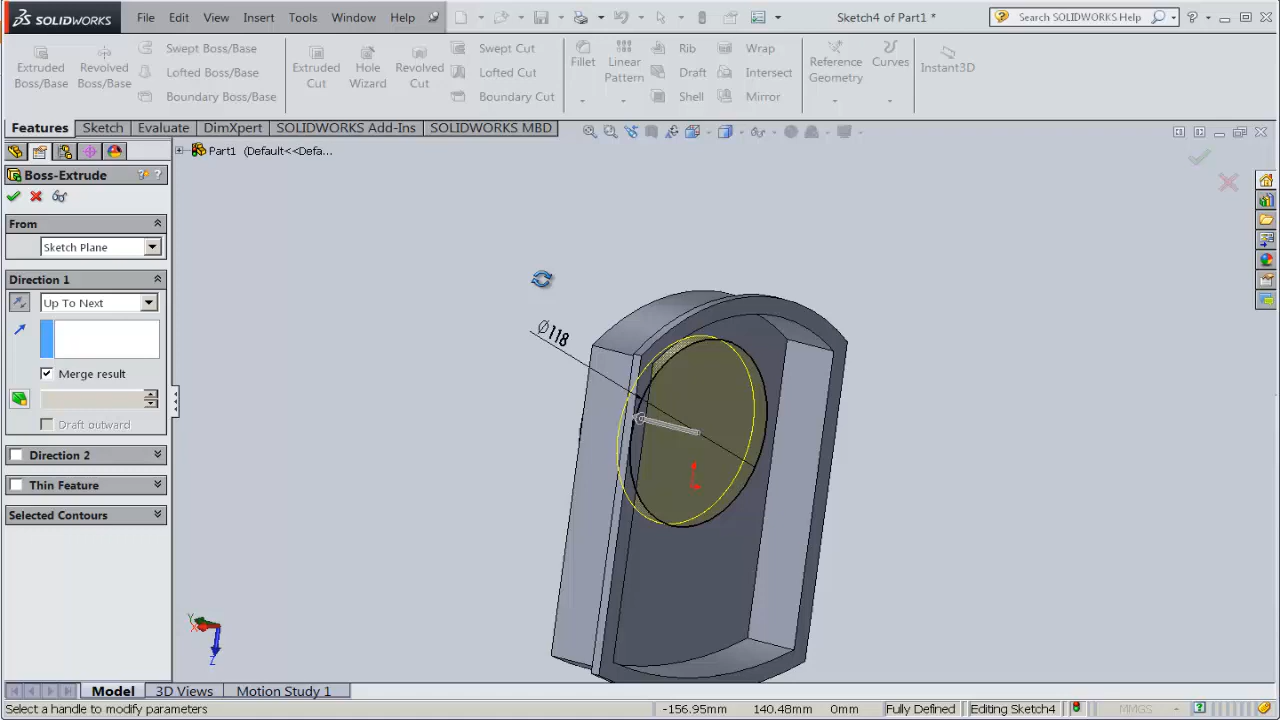 SOLIDWORKS File Edit View Insert Tools Window Help Sketch4 of Part1 * Search SOLIDWORKS Help
Extruded Boss/Base
Revolved Boss/Base
Swept Boss/Base
Lofted Boss/Base
Boundary Boss/Base
Extruded Cut
Hole Wizard
Revolved Cut
Swept Cut
Lofted Cut
Boundary Cut
Fillet
Linear Pattern
Rib
Draft
Shell
Wrap
Intersect
Mirror
Reference Geometry
Curves
Instant3D
Features Sketch Evaluate DimXpert SOLIDWORKS Add-Ins SOLIDWORKS MBD
Part1 (Default<<Defa...
Boss-Extrude
From
Sketch Plane
Direction 1
Up To Next
Merge result
Draft outward
Direction 2
Thin Feature
Selected Contours
Ø118
Y
X
Z
Model 3D Views Motion Study 1
Select a handle to modify parameters -156.95mm 140.48mm 0mm Fully Defined Editing Sketch4 MMGS -